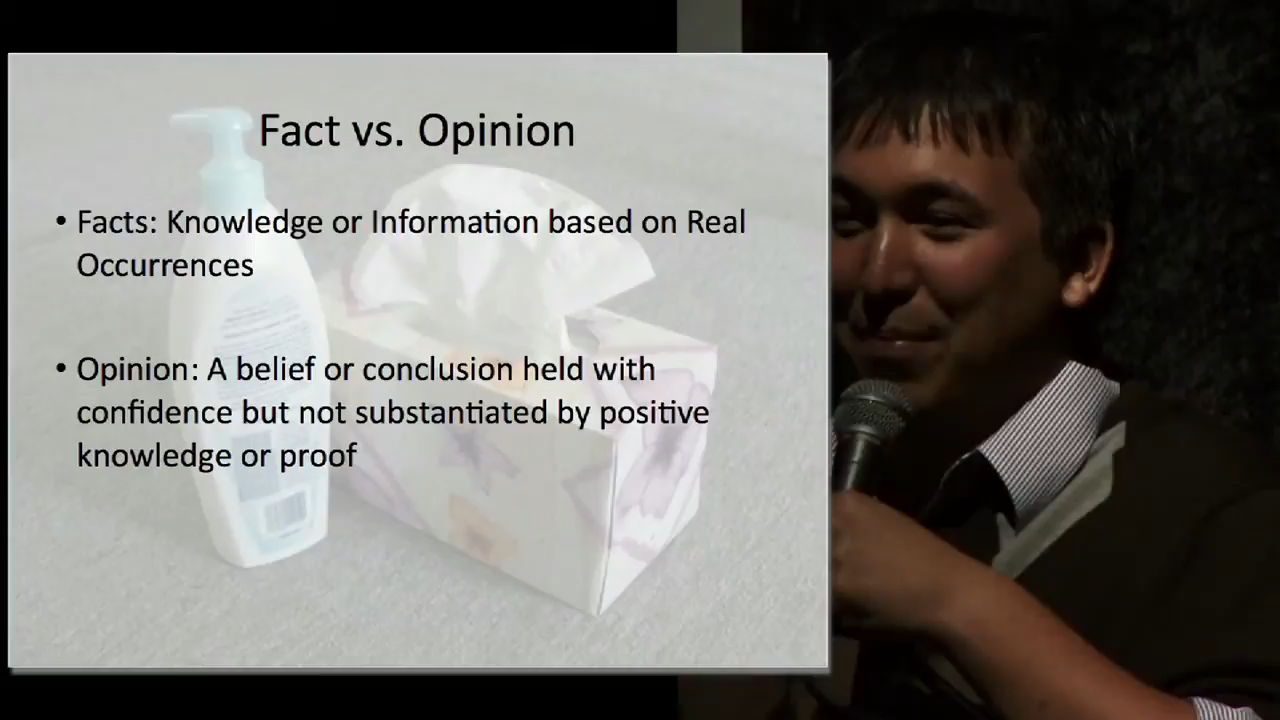 Fact vs. Opinion
• Facts: Knowledge or Information based on Real
Occurrences
• Opinion: A belief or conclusion held with
confidence but not substantiated by positive
knowledge or proof